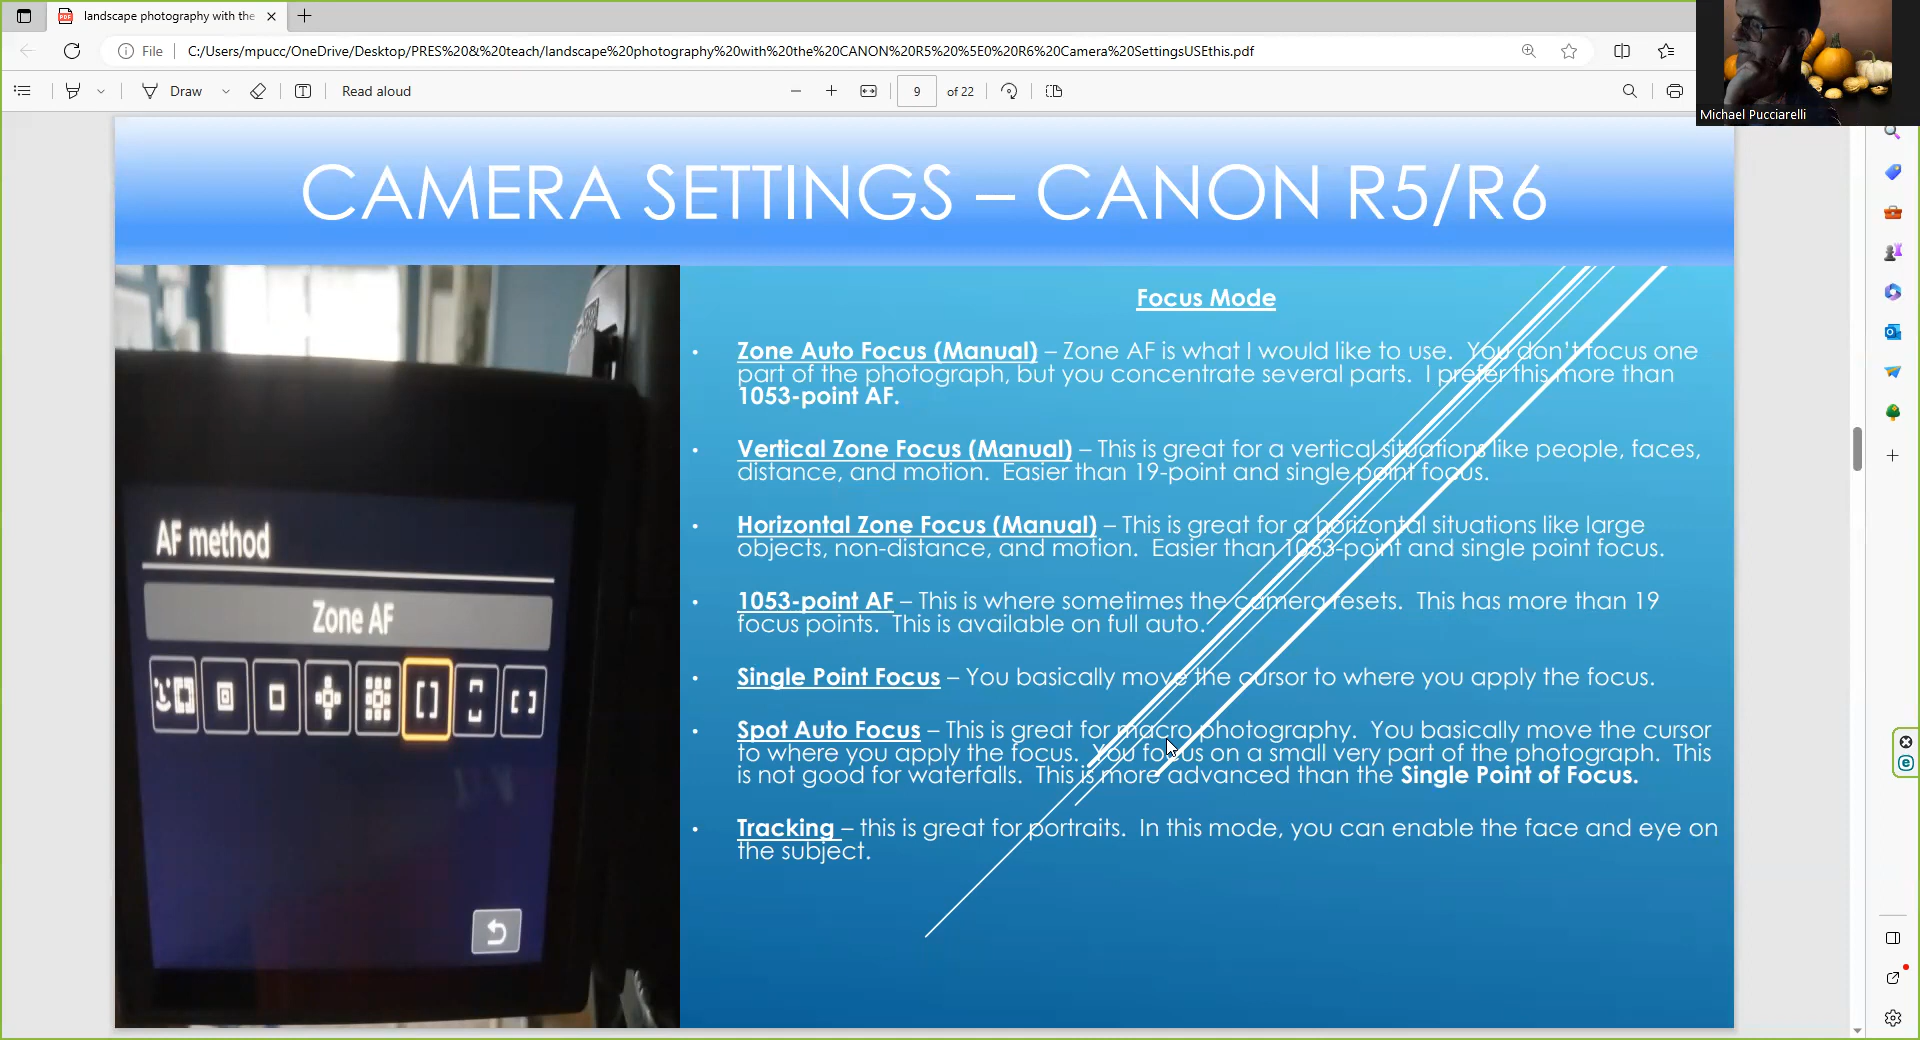 landscape photography with the
File
C:/Users/mpucc/OneDrive/Desktop/PRES%20&%20teach/landscape%20photography%20with%20the%20CANON%20R5%20%5E0%20R6%20Camera%20SettingsUSEthis.pdf
Draw
Read aloud
9
of 22
Michael Pucciarelli
CAMERA SETTINGS – CANON R5/R6
AF method
Zone AF
Focus Mode
• Zone Auto Focus (Manual) – Zone AF is what I would like to use. You don't focus one
part of the photograph, but you concentrate several parts. I prefer this more than
1053-point AF.
• Vertical Zone Focus (Manual) – This is great for a vertical situations like people, faces,
distance, and motion. Easier than 19-point and single point focus.
• Horizontal Zone Focus (Manual) – This is great for a horizontal situations like large
objects, non-distance, and motion. Easier than 1053-point and single point focus.
• 1053-point AF – This is where sometimes the camera resets. This has more than 19
focus points. This is available on full auto.
• Single Point Focus – You basically move the cursor to where you apply the focus.
• Spot Auto Focus – This is great for macro photography. You basically move the cursor
to where you apply the focus. You focus on a small very part of the photograph. This
is not good for waterfalls. This is more advanced than the Single Point of Focus.
• Tracking – this is great for portraits. In this mode, you can enable the face and eye on
the subject.